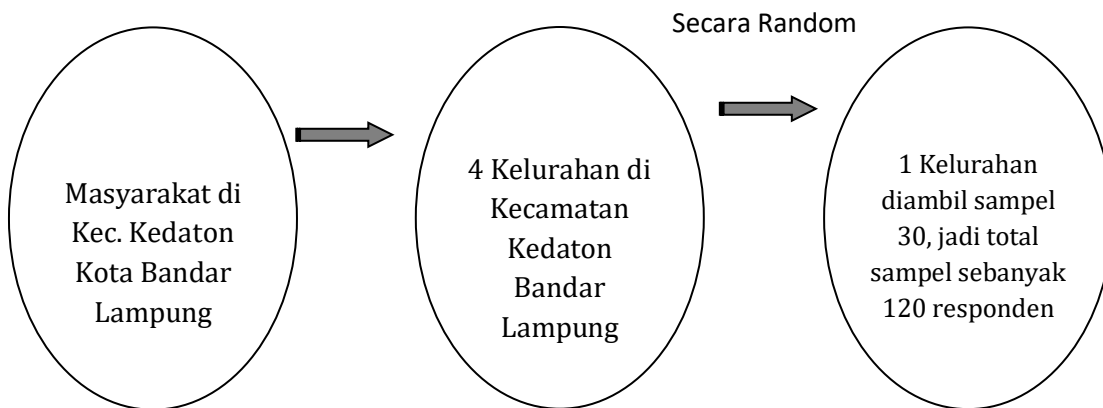 Secara Random
Masyarakat di
Kec. Kedaton
Kota Bandar
Lampung
4 Kelurahan di
Kecamatan
Kedaton
Bandar
Lampung
1 Kelurahan
diambil sampel
30, jadi total
sampel sebanyak
120 responden